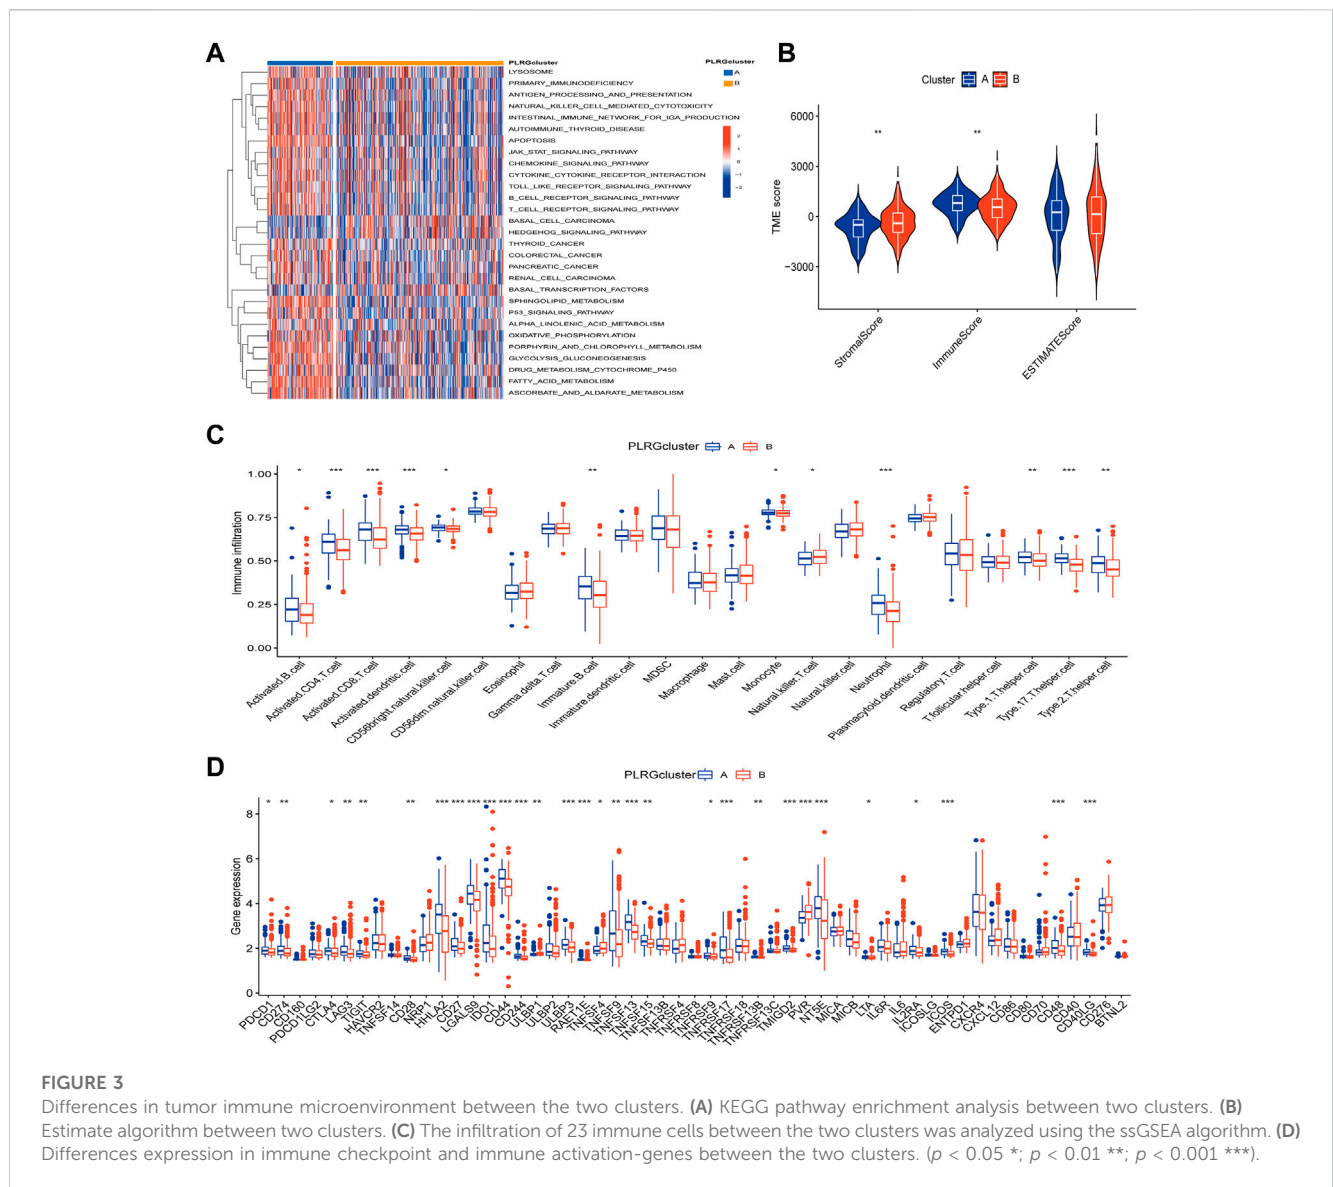 A
PLRGcluster
LYSOSOME
PRIMARY_IMMUNODEFICIENCY
ANTIGEN_PROCESSING_AND_PRESENTATION
NATURAL_KILLER_CELL_MEDIATED_CYTOTOXICITY
INTESTINAL_IMMUNE_NETWORK_FOR_IGA_PRODUCTION
AUTOIMMUNE_THYROID_DISEASE
APOPTOSIS
JAK_STAT_SIGNALING_PATHWAY
CHEMOKINE_SIGNALING_PATHWAY
CYTOKINE_CYTOKINE_RECEPTOR_INTERACTION
TOLL_LIKE_RECEPTOR_SIGNALING_PATHWAY
B_CELL_RECEPTOR_SIGNALING_PATHWAY
T_CELL_RECEPTOR_SIGNALING_PATHWAY
BASAL_CELL_CARCINOMA
HEDGEHOG_SIGNALING_PATHWAY
THYROID_CANCER
COLORECTAL_CANCER
PANCREATIC_CANCER
RENAL_CELL_CARCINOMA
BASAL_TRANSCRIPTION_FACTORS
SPHINGOLIPID_METABOLISM
P53_SIGNALING_PATHWAY
ALPHA_LINOLENIC_ACID_METABOLISM
OXIDATIVE_PHOSPHORYLATION
PORPHYRIN_AND_CHLOROPHYLL_METABOLISM
GLYCOLYSIS_GLUCONEOGENESIS
DRUG_METABOLISM_CYTOCHROME_P450
FATTY_ACID_METABOLISM
ASCORBATE_AND_ALDARATE_METABOLISM
PLRGcluster
A
B
2
1
0
−1
−2
B
Cluster A B
** **
TME score
6000
3000
0
−3000
StromalScore
ImmuneScore
ESTIMATEScore
C
PLRGcluster A B
* *** *** *** * ** * * *** ** *** **
Immune infiltration
1.00
0.75
0.50
0.25
0.00
Activated.B.cell
Activated.CD4.T.cell
Activated.CD8.T.cell
Activated.dendritic.cell
CD56bright.natural.killer.cell
CD56dim.natural.killer.cell
Eosinophil
Gamma.delta.T.cell
Immature.B.cell
Immature.dendritic.cell
MDSC
Macrophage
Mast.cell
Monocyte
Natural.killer.T.cell
Natural.killer.cell
Neutrophil
Plasmacytoid.dendritic.cell
Regulatory.T.cell
T.follicular.helper.cell
Type.1.T.helper.cell
Type.17.T.helper.cell
Type.2.T.helper.cell
D
PLRGcluster A B
* ** * ** ** ** *** *** *** *** *** *** ** *** *** * *** *** ** * *** ** *** *** *** * * *** *** ***
Gene expression
8
6
4
2
0
PDCD1
CD274
CD160
PDCD1LG2
CTLA4
LAG3
TIGIT
HAVCR2
TNFSF14
CD28
NRP1
HHLA2
CD27
LGALS9
IDO1
CD44
CD244
ULBP1
ULBP2
ULBP3
RAET1E
TNFSF4
TNFSF9
TNFSF13
TNFSF15
TNFSF13B
TNFRSF4
TNFRSF8
TNFRSF9
TNFRSF17
TNFRSF18
TNFRSF13B
TNFRSF13C
TMIGD2
PVR
NT5E
MICA
MICB
LTA
IL6R
IL6
IL2RA
ICOSLG
ICOS
ENTPD1
CXCR4
CXCL12
CD86
CD80
CD70
CD48
CD40
CD40LG
CD276
BTNL2
FIGURE 3
Differences in tumor immune microenvironment between the two clusters. (A) KEGG pathway enrichment analysis between two clusters. (B)
Estimate algorithm between two clusters. (C) The infiltration of 23 immune cells between the two clusters was analyzed using the ssGSEA algorithm. (D)
Differences expression in immune checkpoint and immune activation-genes between the two clusters. (p < 0.05 *; p < 0.01 **; p < 0.001 ***).